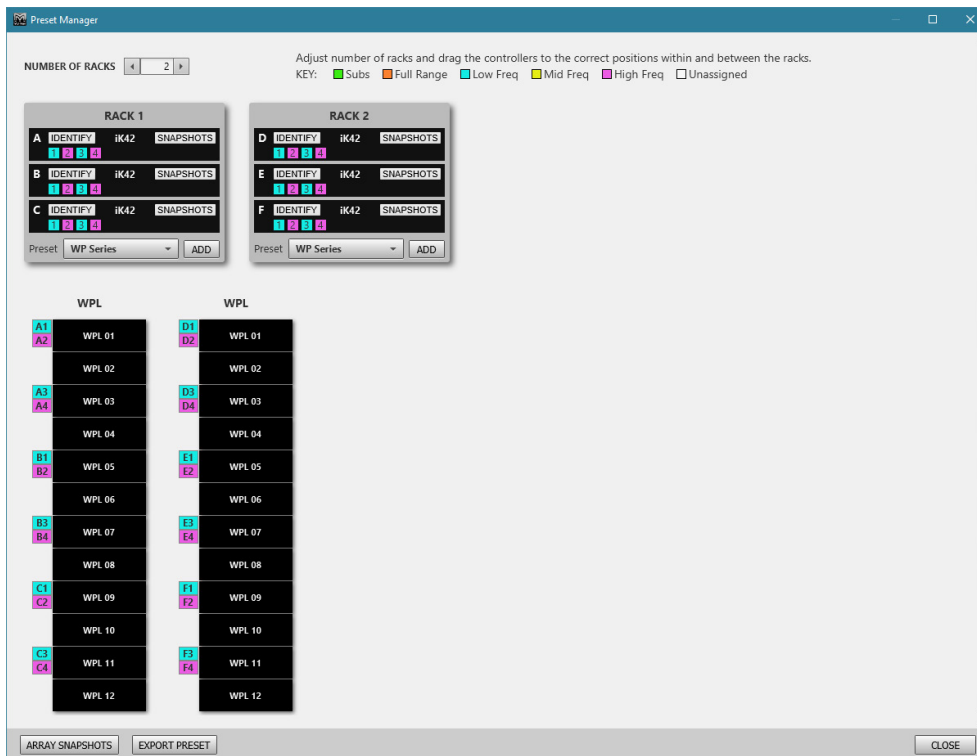 Preset Manager
NUMBER OF RACKS 2
Adjust number of racks and drag the controllers to the correct positions within and between the racks.
KEY: Subs Full Range Low Freq Mid Freq High Freq Unassigned
RACK 1
A IDENTIFY iK42 SNAPSHOTS
1 2 3 4
B IDENTIFY iK42 SNAPSHOTS
1 2 3 4
C IDENTIFY iK42 SNAPSHOTS
1 2 3 4
Preset WP Series ADD
RACK 2
D IDENTIFY iK42 SNAPSHOTS
1 2 3 4
E IDENTIFY iK42 SNAPSHOTS
1 2 3 4
F IDENTIFY iK42 SNAPSHOTS
1 2 3 4
Preset WP Series ADD
WPL
A1
A2
WPL 01
WPL 02
A3
A4
WPL 03
WPL 04
B1
B2
WPL 05
WPL 06
B3
B4
WPL 07
WPL 08
C1
C2
WPL 09
WPL 10
C3
C4
WPL 11
WPL 12
WPL
D1
D2
WPL 01
WPL 02
D3
D4
WPL 03
WPL 04
E1
E2
WPL 05
WPL 06
E3
E4
WPL 07
WPL 08
F1
F2
WPL 09
WPL 10
F3
F4
WPL 11
WPL 12
ARRAY SNAPSHOTS EXPORT PRESET CLOSE